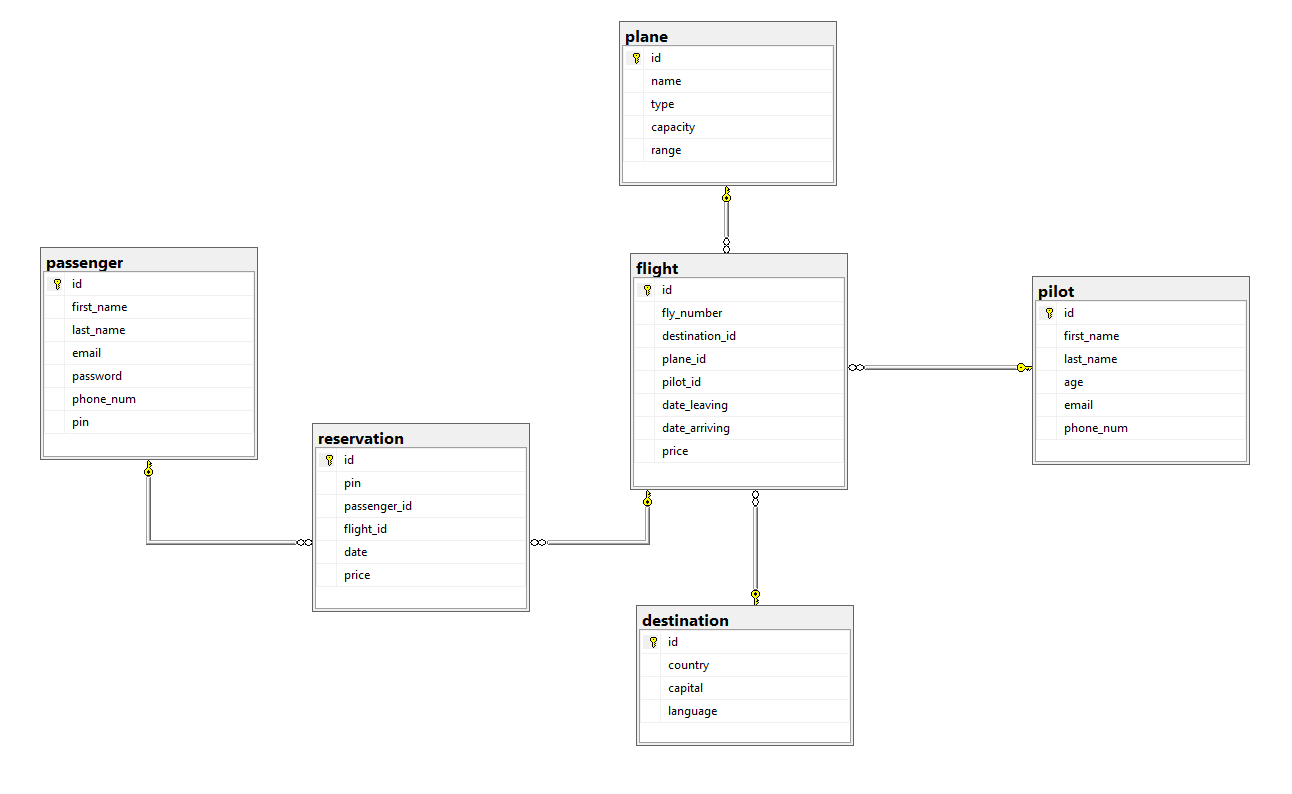 plane
id
name
type
capacity
range
passenger
id
first_name
last_name
email
password
phone_num
pin
flight
id
fly_number
destination_id
plane_id
pilot_id
date_leaving
date_arriving
price
pilot
id
first_name
last_name
age
email
phone_num
reservation
id
pin
passenger_id
flight_id
date
price
destination
id
country
capital
language